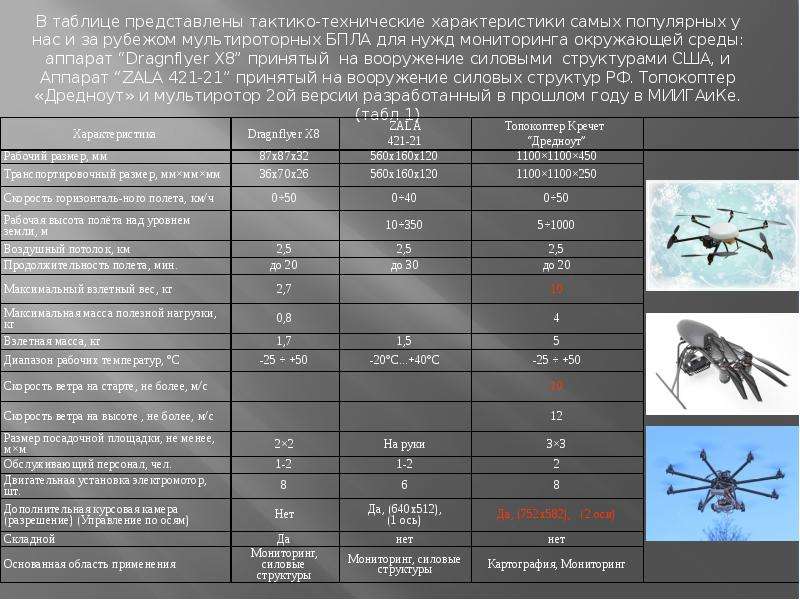 В таблице представлены тактико-технические характеристики самых популярных у
нас и за рубежом мультироторных БПЛА для нужд мониторинга окружающей среды:
аппарат “Dragnflyer X8” принятый на вооружение силовыми структурами США, и
Аппарат “ZALA 421-21” принятый на вооружение силовых структур РФ. Топокоптер
«Дредноут» и мультиротор 2ой версии разработанный в прошлом году в МИИГАиКе.
(табл.1)
Характеристика Dragnflyer X8 ZALA 421-21 Топокоптер Кречет “Дредноут”
Рабочий размер, мм 87x87x32 560x160x120 1100×1100×450
Транспортировочный размер, мм×мм×мм 36x70x26 560x160x120 1100×1100×250
Скорость горизонталь-ного полета, км/ч 0÷50 0÷40 0÷50
Рабочая высота полёта над уровнем
земли, м 10÷350 5÷1000
Воздушный потолок, км 2,5 2,5 2,5
Продолжительность полета, мин. до 20 до 30 до 20
Максимальный взлетный вес, кг 2,7 10
Максимальная масса полезной нагрузки,
кг 0,8 4
Взлетная масса, кг 1,7 1,5 5
Диапазон рабочих температур, °С -25 ÷ +50 -20°С...+40°С -25 ÷ +50
Скорость ветра на старте, не более, м/с 10
Скорость ветра на высоте , не более, м/с 12
Размер посадочной площадки, не менее,
м×м 2×2 На руки 3×3
Обслуживающий персонал, чел. 1-2 1-2 2
Двигательная установка электромотор,
шт. 8 6 8
Дополнительная курсовая камера
(разрешение) (Управление по осям) Нет Да, (640x512), (1 ось) Да, (752x582), (2 оси)
Складной Да нет нет
Основанная область применения Мониторинг, силовые структуры Мониторинг, силовые структуры Картография, Мониторинг